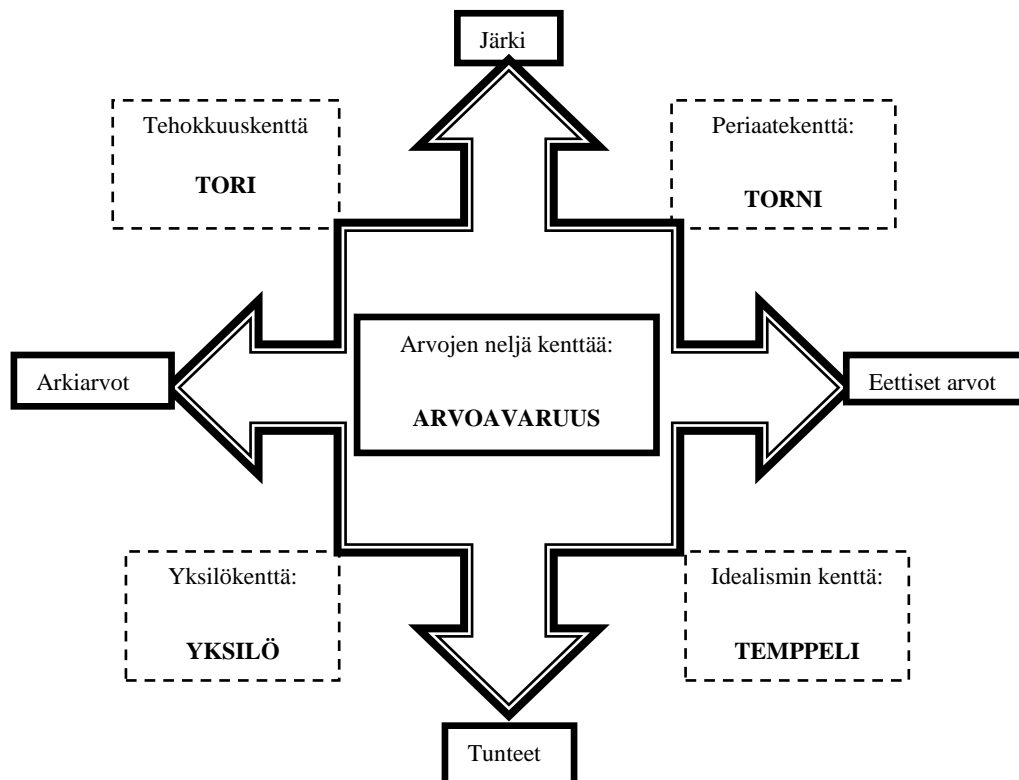 Järki
Tehokkuuskenttä
TORI
Periaatekenttä:
TORNI
Arkiarvot
Arvojen neljä kenttää:
ARVOAVARUUS
Eettiset arvot
Yksilökenttä:
YKSILÖ
Idealismin kenttä:
TEMPPELI
Tunteet